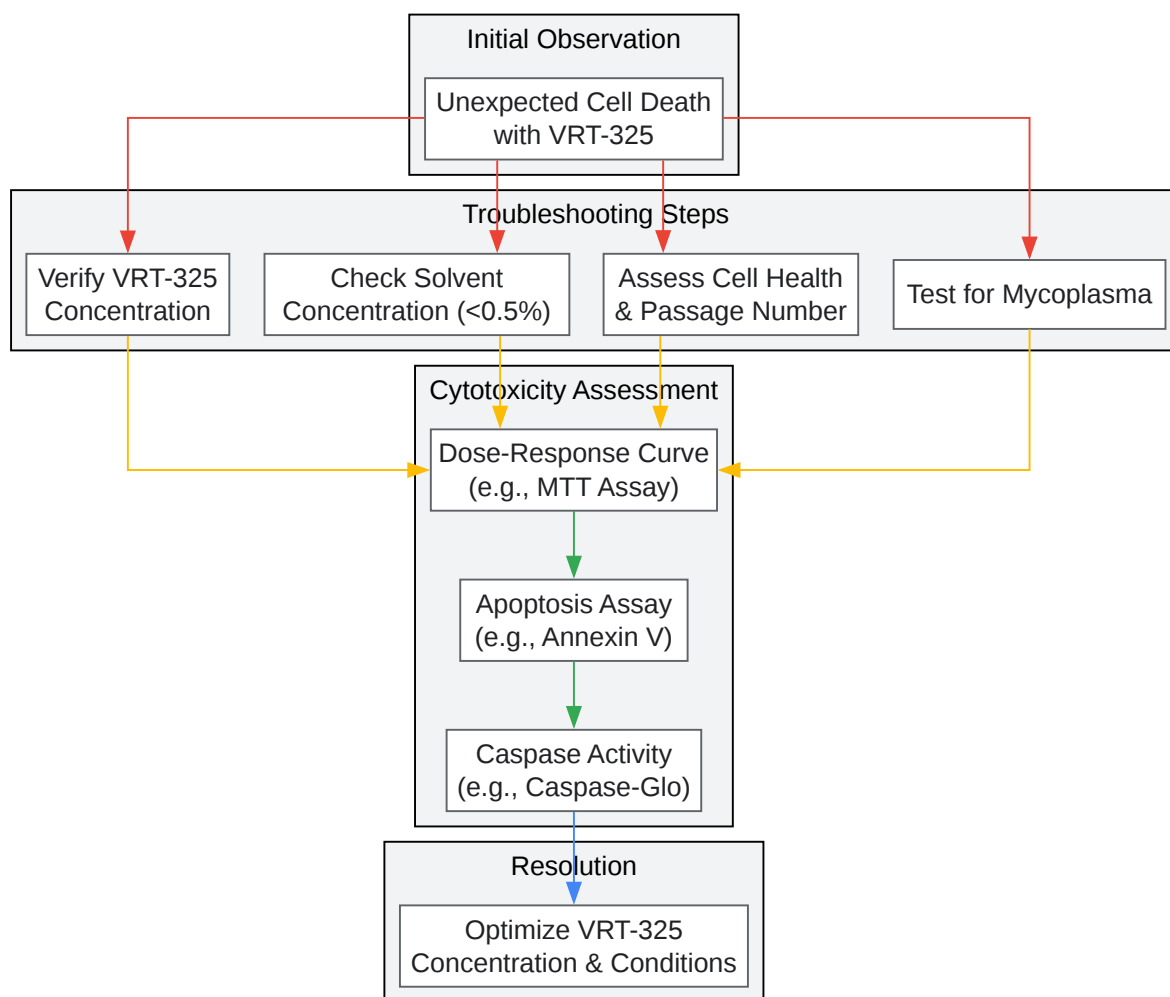 Initial Observation
Unexpected Cell Death
with VRT-325
Troubleshooting Steps
Verify VRT-325
Concentration
Check Solvent
Concentration (<0.5%)
Assess Cell Health
& Passage Number
Test for Mycoplasma
Cytotoxicity Assessment
Dose-Response Curve
(e.g., MTT Assay)
Apoptosis Assay
(e.g., Annexin V)
Caspase Activity
(e.g., Caspase-Glo)
Resolution
Optimize VRT-325
Concentration & Conditions